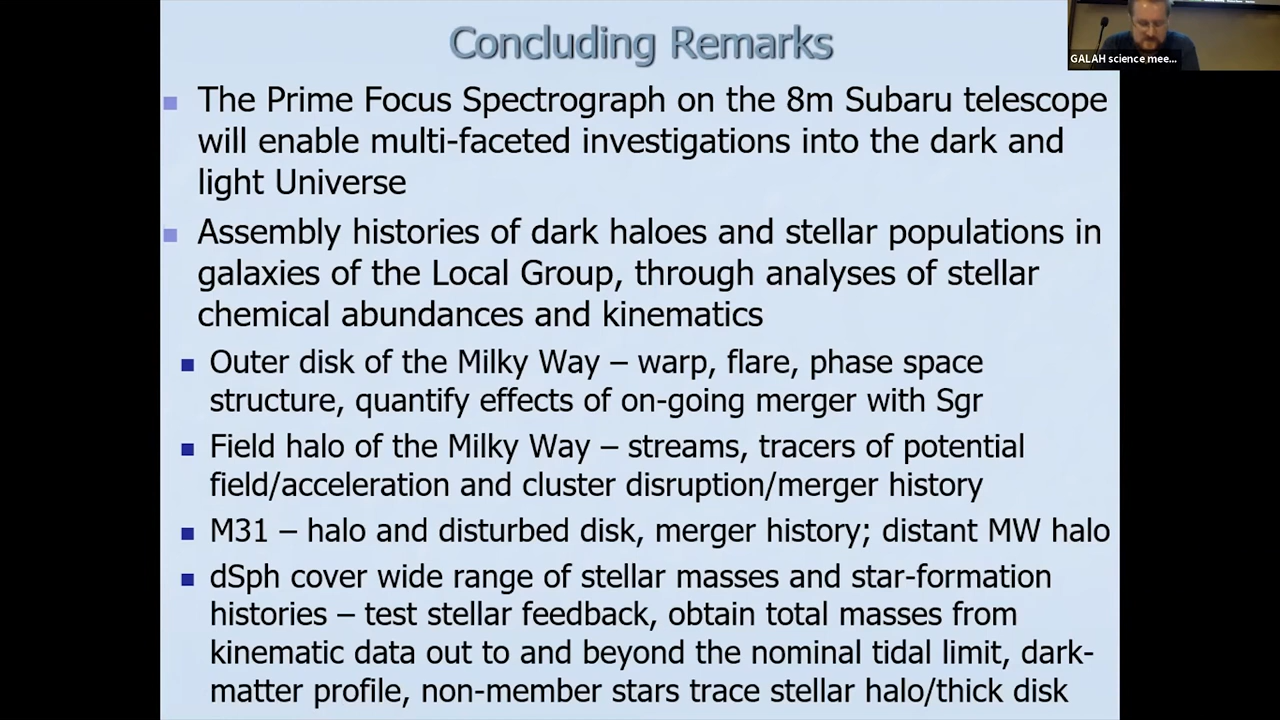 Concluding Remarks
GALAH science mee...
The Prime Focus Spectrograph on the 8m Subaru telescope
will enable multi-faceted investigations into the dark and
light Universe
Assembly histories of dark haloes and stellar populations in
galaxies of the Local Group, through analyses of stellar
chemical abundances and kinematics
Outer disk of the Milky Way – warp, flare, phase space
structure, quantify effects of on-going merger with Sgr
Field halo of the Milky Way – streams, tracers of potential
field/acceleration and cluster disruption/merger history
M31 – halo and disturbed disk, merger history; distant MW halo
dSph cover wide range of stellar masses and star-formation
histories – test stellar feedback, obtain total masses from
kinematic data out to and beyond the nominal tidal limit, dark-
matter profile, non-member stars trace stellar halo/thick disk